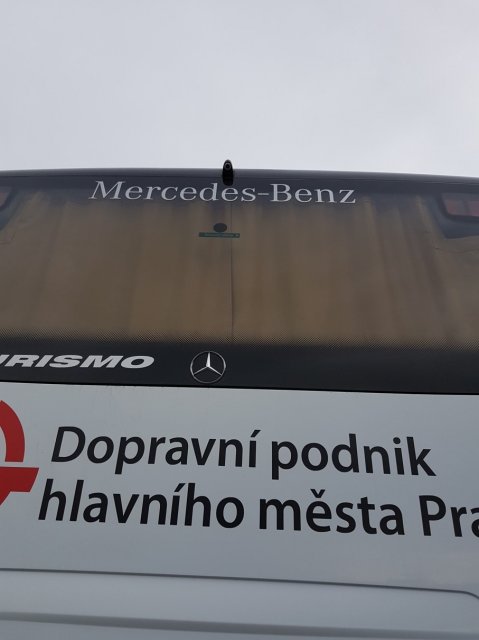 Mercedes-Benz
URISMO
Dopravní podnik
hlavního města Pra